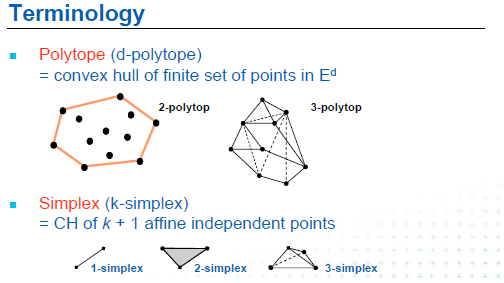 Terminology
Polytope (d-polytope)
= convex hull of finite set of points in Eᵈ
2-polytop
3-polytop
Simplex (k-simplex)
= CH of k + 1 affine independent points
1-simplex
2-simplex
3-simplex